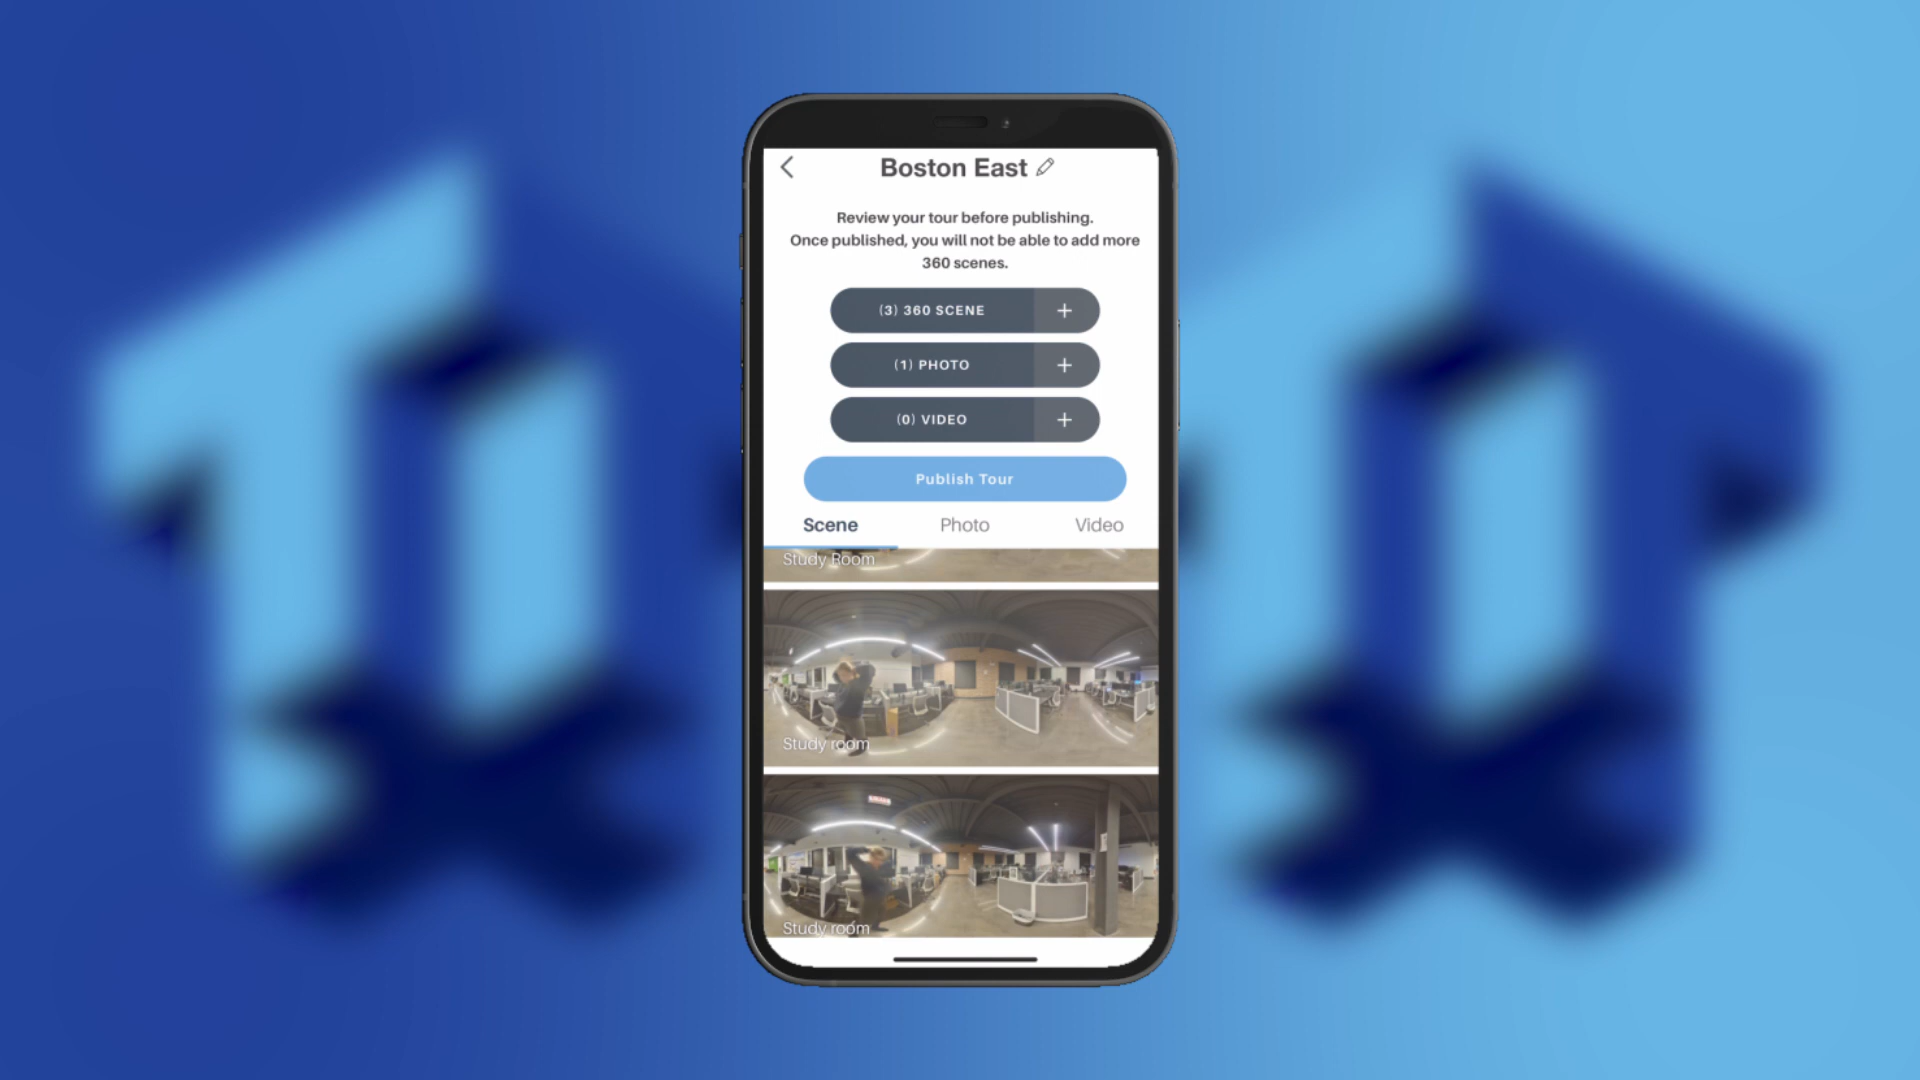 Boston East
Review your tour before publishing.
Once published, you will not be able to add more
360 scenes.
(3) 360 SCENE +
(1) PHOTO +
(0) VIDEO +
Publish Tour
Scene Photo Video
Study Room
Study room
Study room